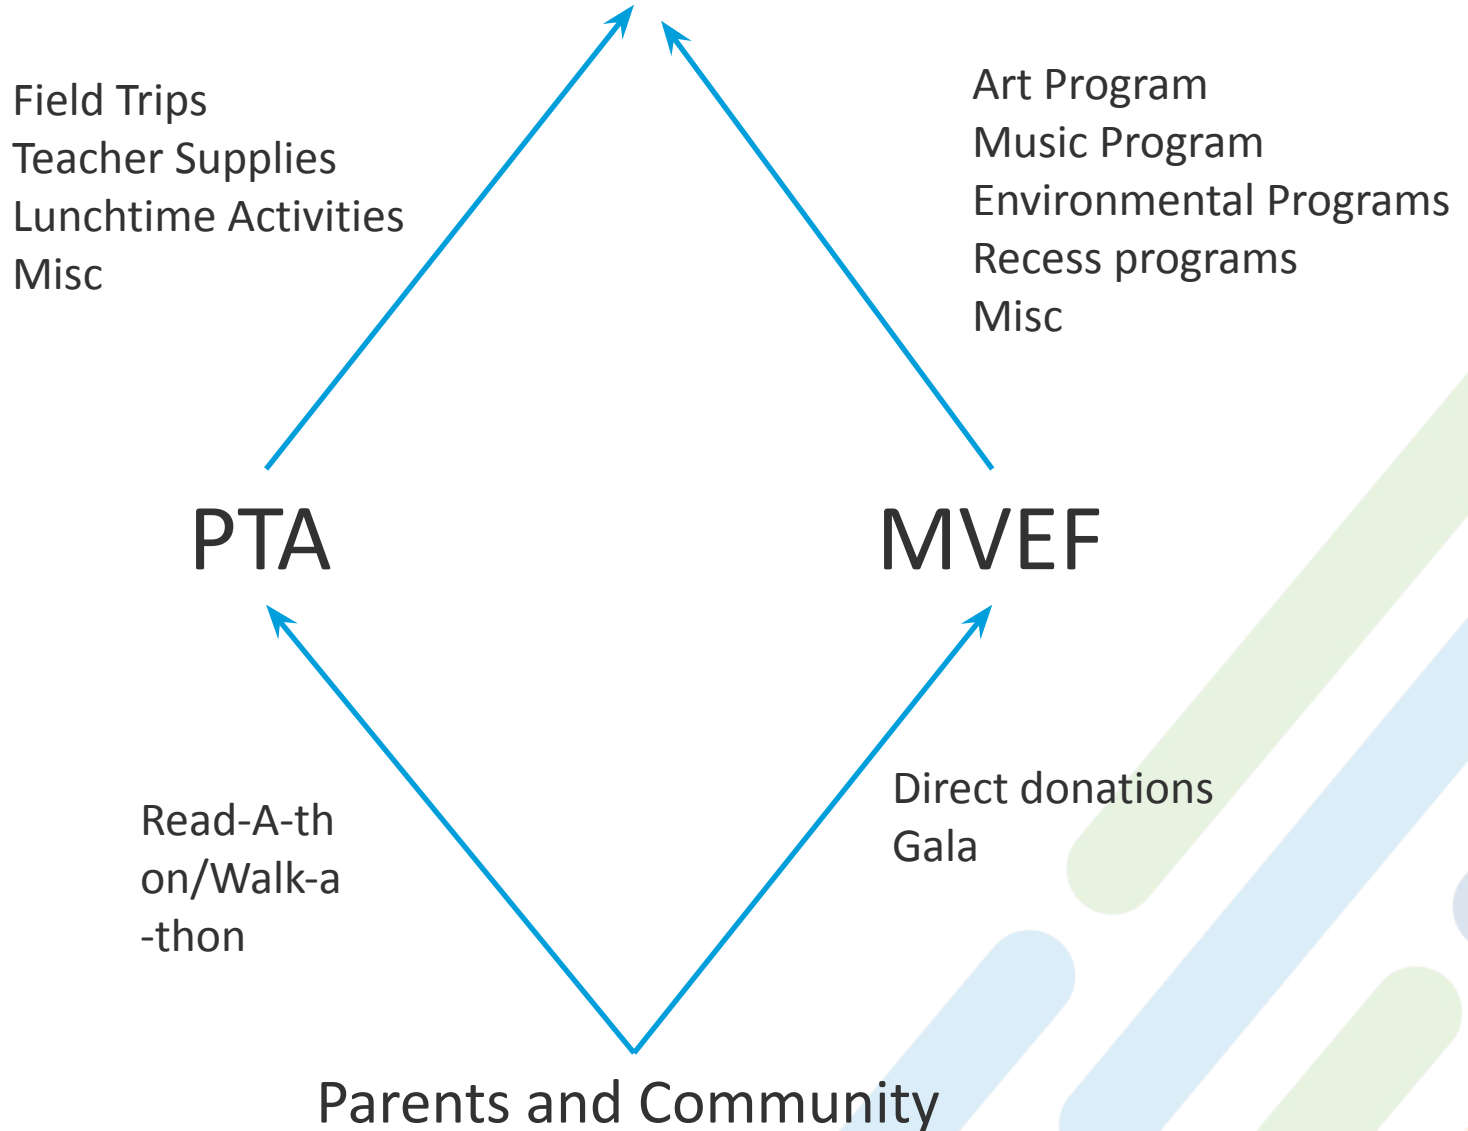 Field Trips
Teacher Supplies
Lunchtime Activities
Misc
Art Program
Music Program
Environmental Programs
Recess programs
Misc
PTA
MVEF
Read-A-th
on/Walk-a
-thon
Direct donations
Gala
Parents and Community